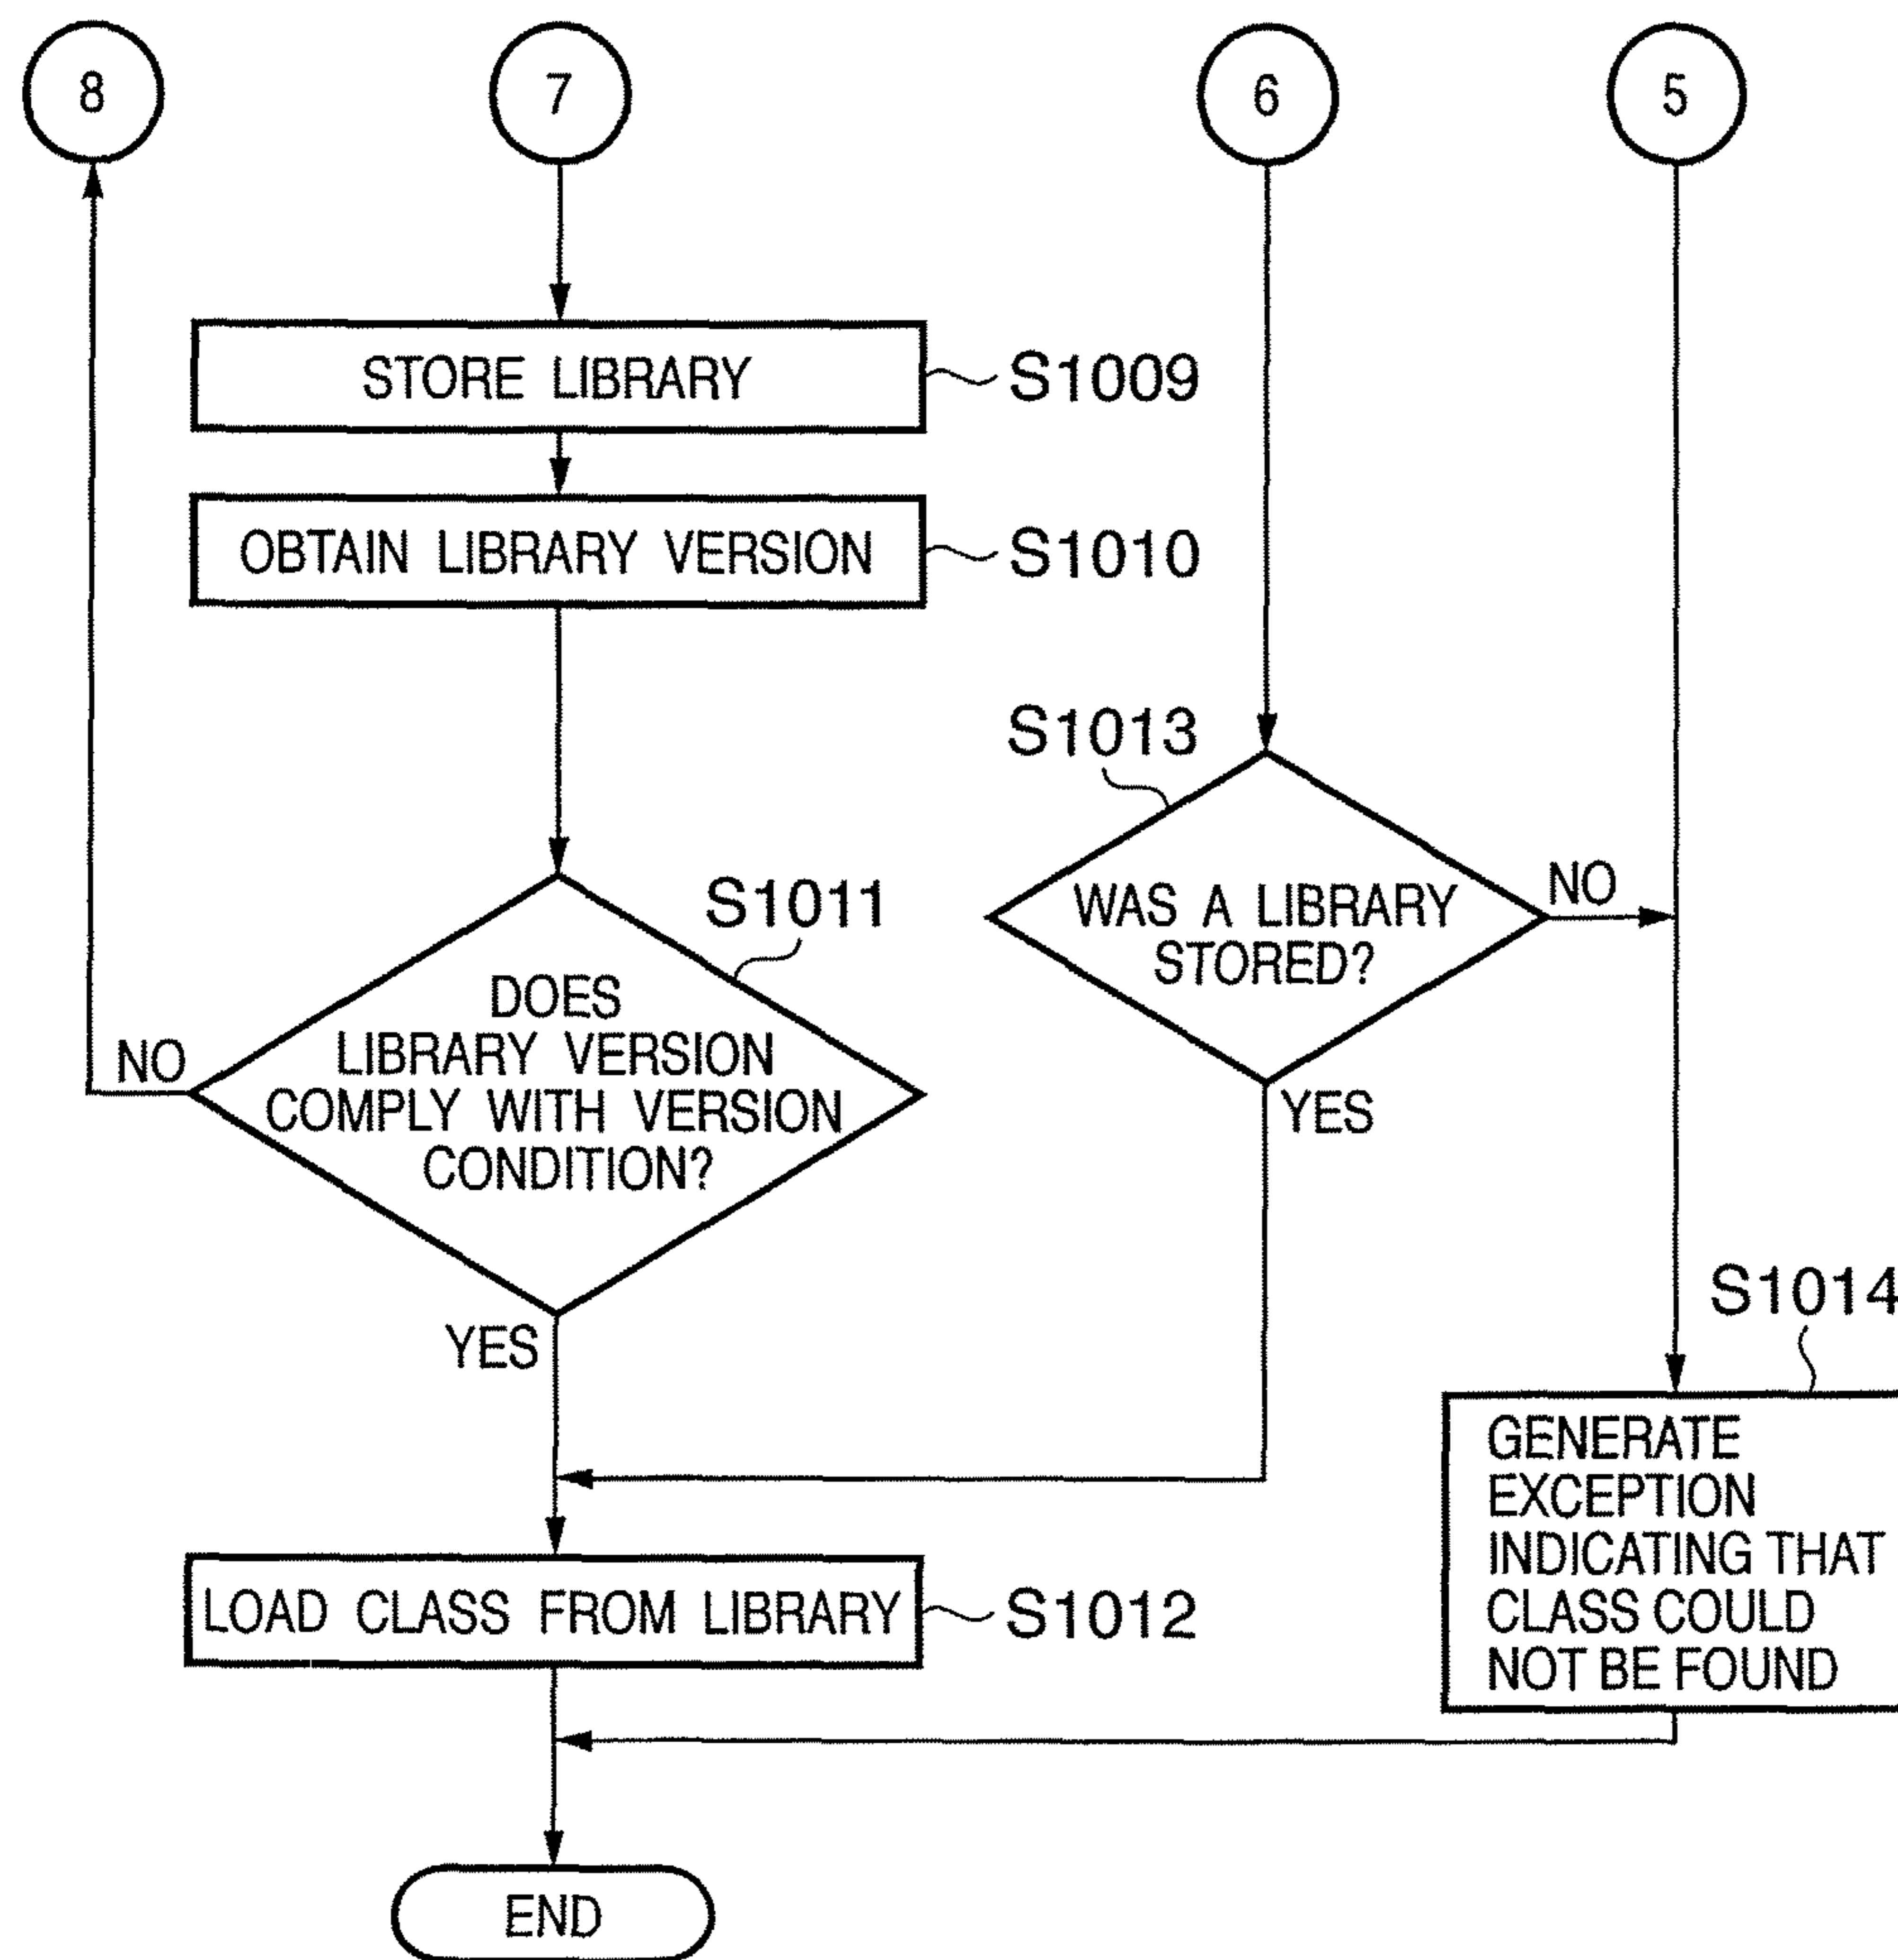 8
7
6
5
STORE LIBRARY
S1009
OBTAIN LIBRARY VERSION
S1010
S1013
WAS A LIBRARY
STORED?
NO
YES
S1011
DOES
LIBRARY VERSION
COMPLY WITH VERSION
CONDITION?
NO
YES
S1014
GENERATE
EXCEPTION
INDICATING THAT
CLASS COULD
NOT BE FOUND
LOAD CLASS FROM LIBRARY
S1012
END